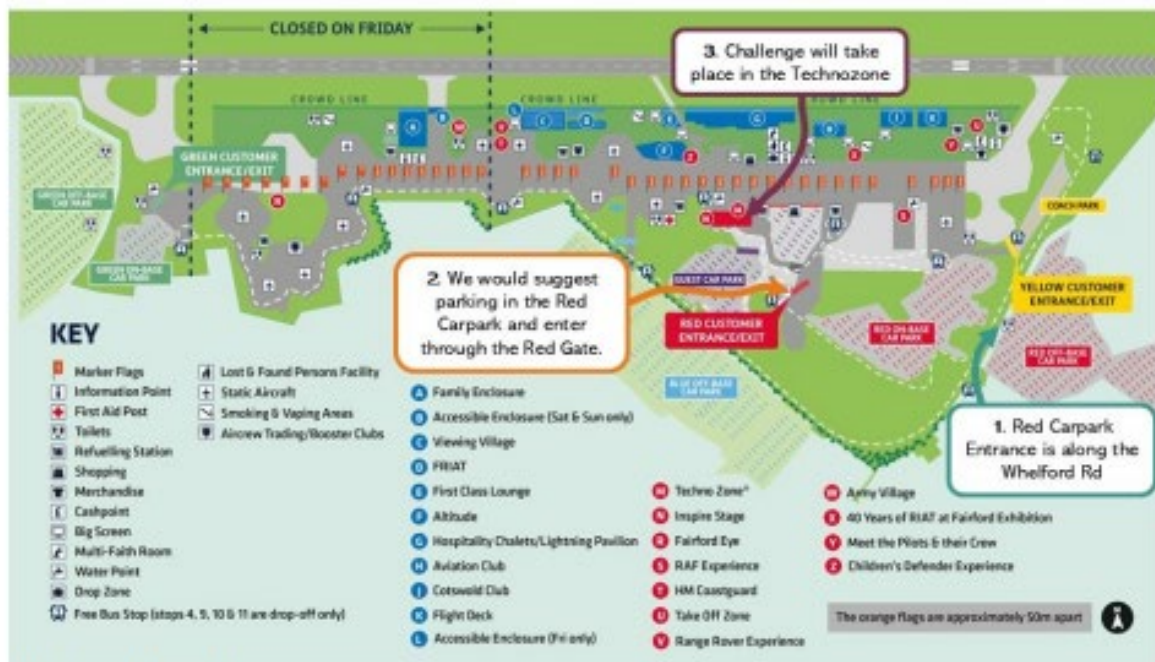 CLOSED ON FRIDAY
3. Challenge will take
place in the Technozone
CROWD LINE
CROWD LINE
CROWD LINE
GREEN CUSTOMER
ENTRANCE/EXIT
GREEN OFF-BASE
CAR PARK
GREEN ON-BASE
CAR PARK
COACH PARK
2. We would suggest
parking in the Red
Carpark and enter
through the Red Gate.
GUEST CAR PARK
YELLOW CUSTOMER
ENTRANCE/EXIT
RED CUSTOMER
ENTRANCE/EXIT
RED ON-BASE
CAR PARK
RED OFF-BASE
CAR PARK
BLUE OFF-BASE
CAR PARK
1. Red Carpark
Entrance is along the
Whelford Rd
KEY
Marker Flags
Information Point
First Aid Post
Toilets
Refuelling Station
Shopping
Merchandise
Cashpoint
Big Screen
Multi-Faith Room
Water Point
Drop Zone
Free Bus Stop (stops 4, 9, 10 & 11 are drop-off only)
Lost & Found Persons Facility
Static Aircraft
Smoking & Vaping Areas
Aircrew Trading/Booster Clubs
A Family Enclosure
B Accessible Enclosure (Sat & Sun only)
C Viewing Village
D FRIAT
E First Class Lounge
F Altitude
G Hospitality Chalets/Lightning Pavilion
H Aviation Club
J Cotswold Club
K Flight Deck
L Accessible Enclosure (Fri only)
M Techno Zone*
N Inspire Stage
R Fairford Eye
S RAF Experience
T HM Coastguard
U Take Off Zone
V Range Rover Experience
W Army Village
X 40 Years of RIAT at Fairford Exhibition
Y Meet the Pilots & their Crew
Z Children's Defender Experience
The orange flags are approximately 50m apart
N